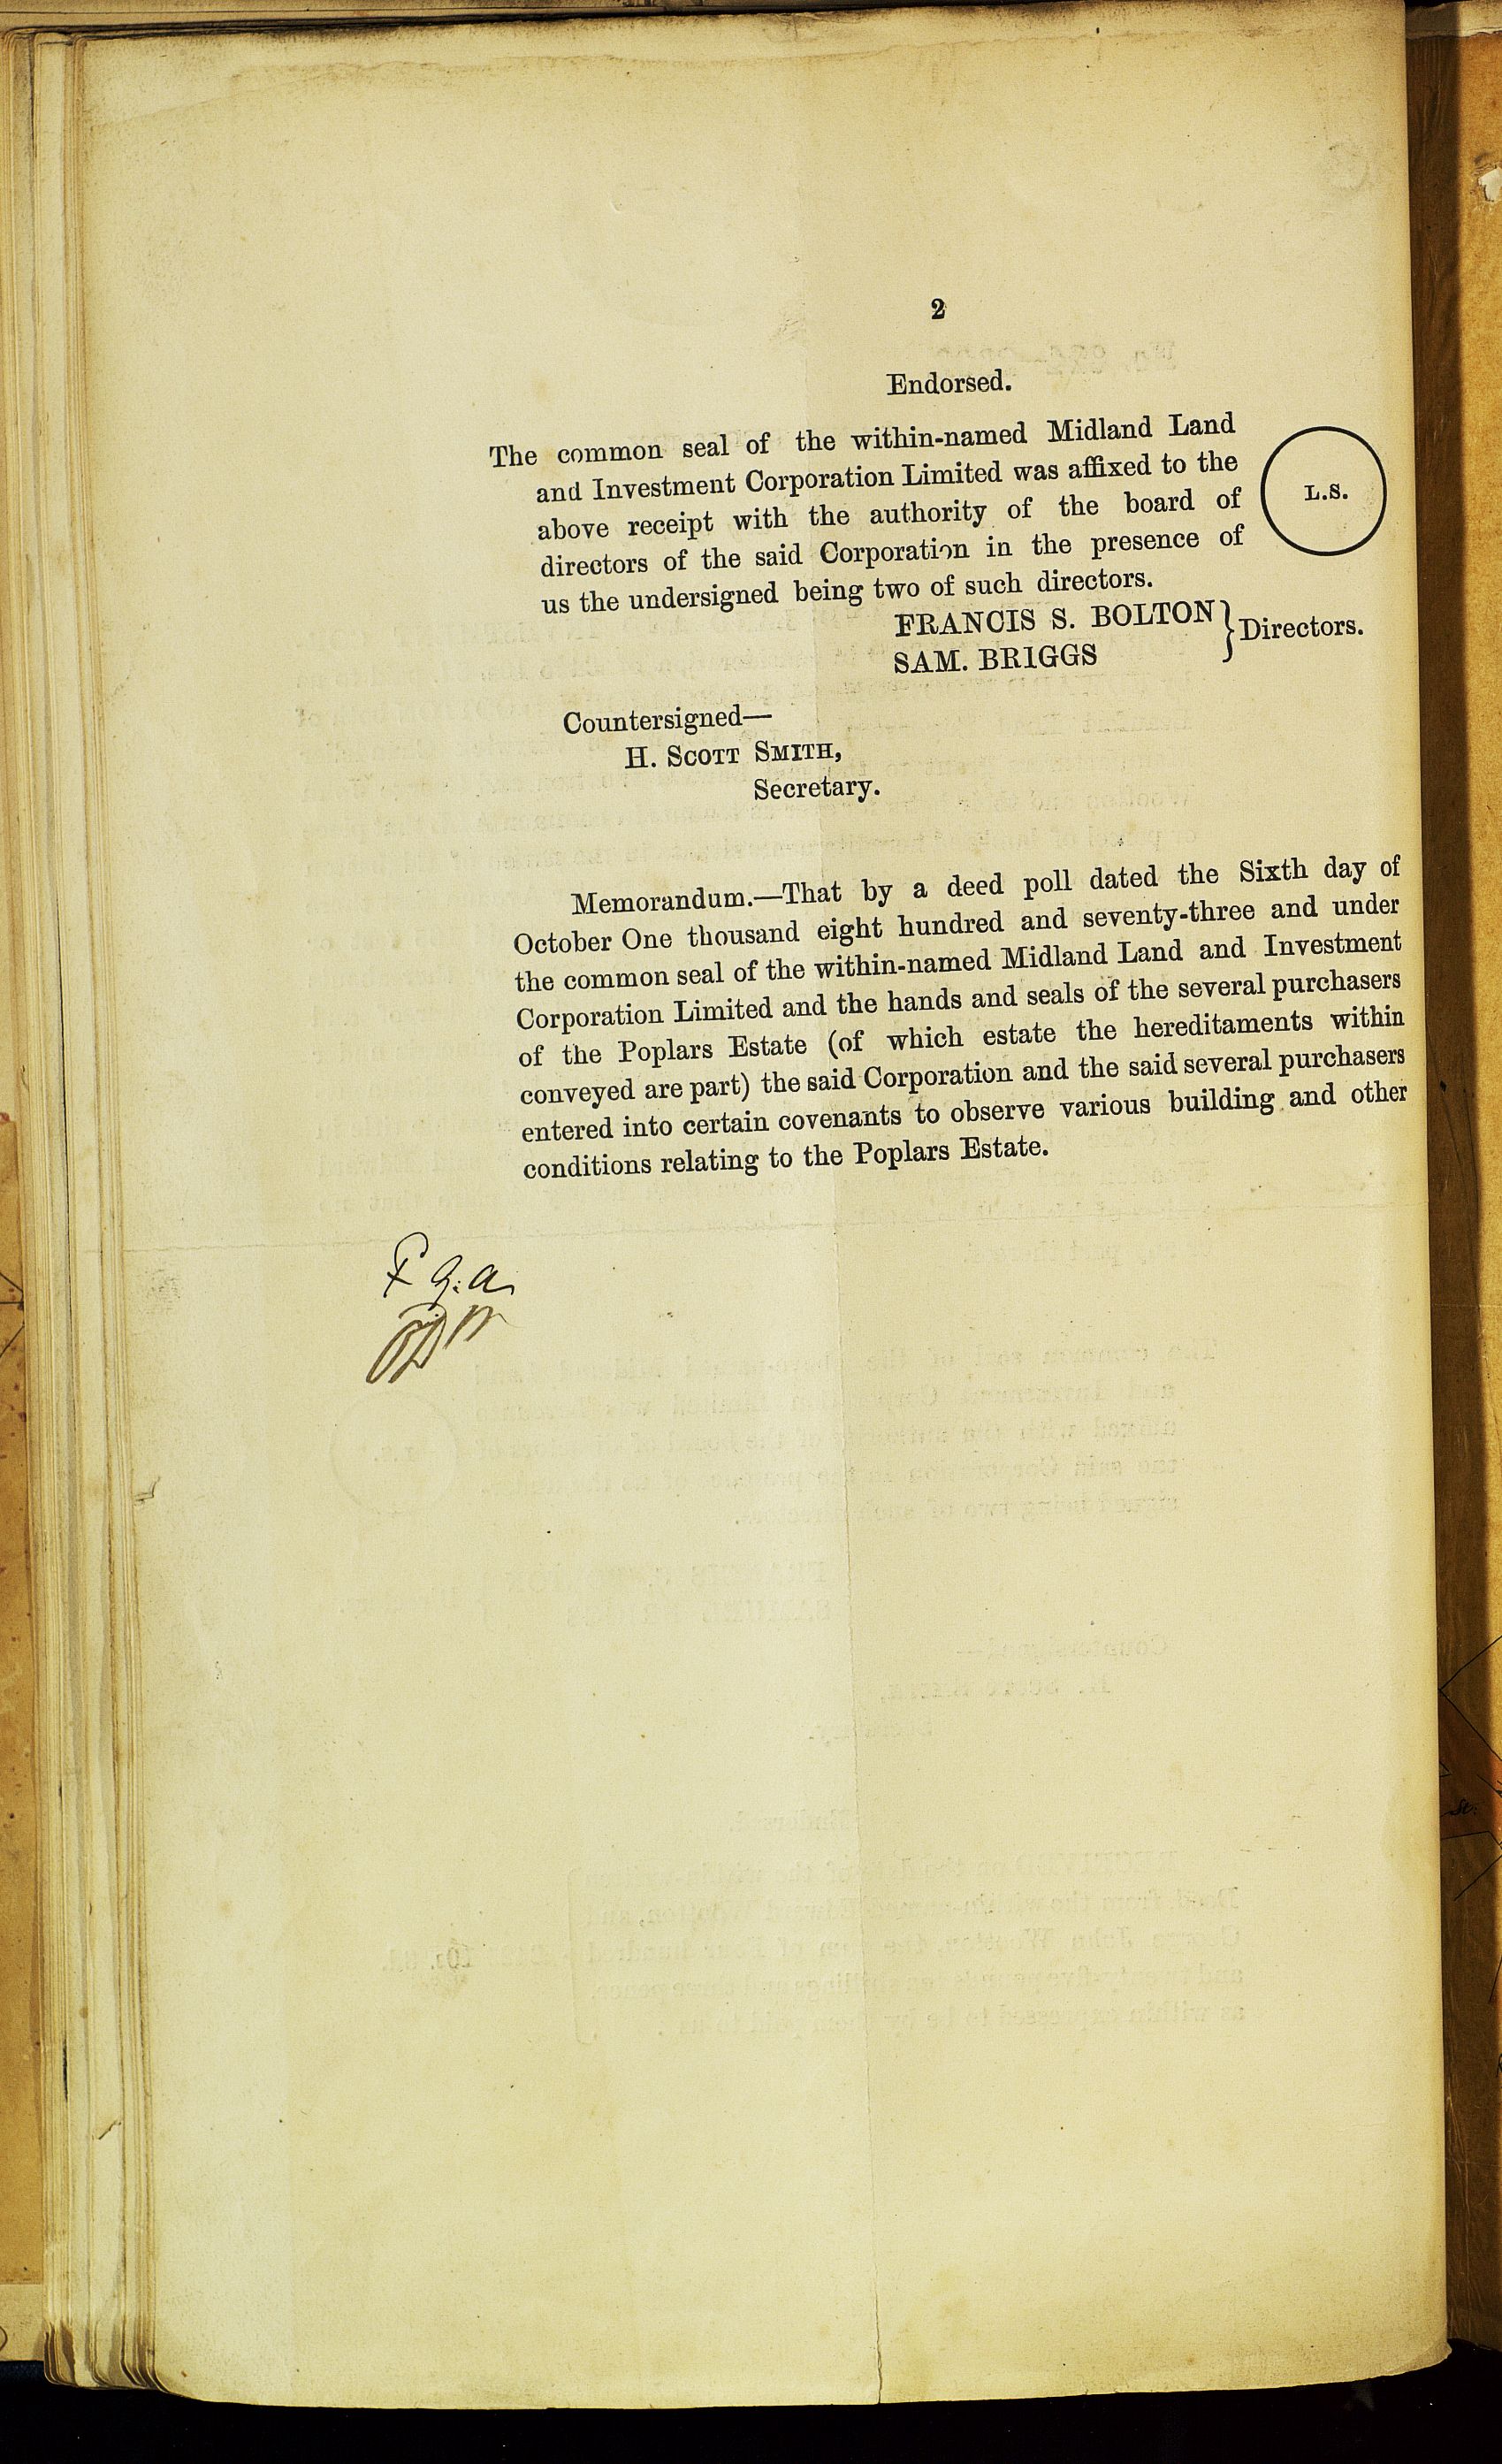 2
Endorsed.
The common seal of the within-named Midland Land
and Investment Corporation Limited was affixed to the
above receipt with the authority of the board of
directors of the said Corporation in the presence of
us the undersigned being two of such directors.
L.S.
FRANCIS S. BOLTON
SAM. BRIGGS
} Directors.
Countersigned—
H. SCOTT SMITH,
Secretary.
Memorandum.—That by a deed poll dated the Sixth day of
October One thousand eight hundred and seventy-three and under
the common seal of the within-named Midland Land and Investment
Corporation Limited and the hands and seals of the several purchasers
of the Poplars Estate (of which estate the hereditaments within
conveyed are part) the said Corporation and the said several purchasers
entered into certain covenants to observe various building and other
conditions relating to the Poplars Estate.